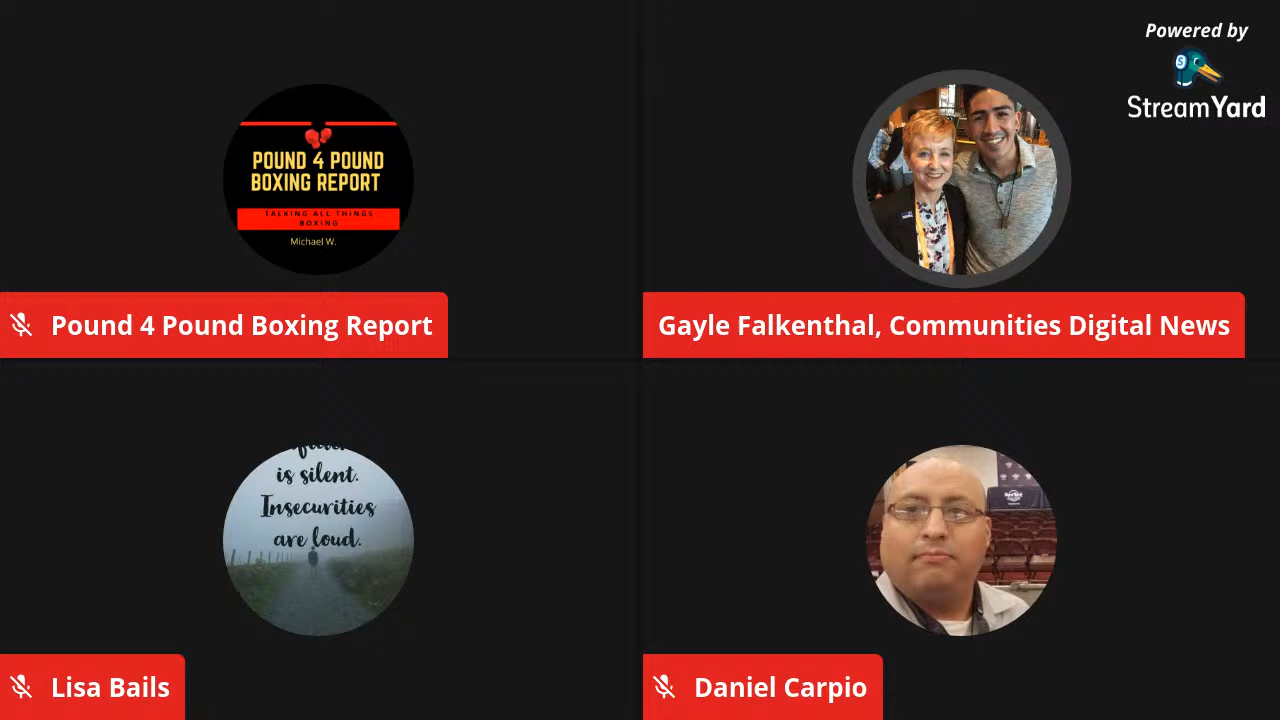 Powered by
StreamYard
POUND 4 POUND
BOXING REPORT
TALKING ALL THINGS
BOXING
Michael W.
Pound 4 Pound Boxing Report
Gayle Falkenthal, Communities Digital News
is silent.
Insecurities
are loud.
Lisa Bails
Daniel Carpio